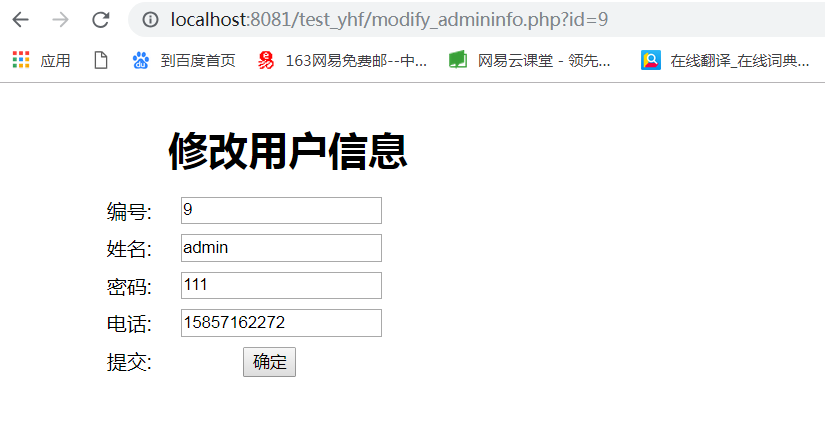 localhost:8081/test_yhf/modify_admininfo.php?id=9
应用 到百度首页 163网易免费邮--中... 网易云课堂 - 领先... 在线翻译_在线词典...
修改用户信息
编号: 9
姓名: admin
密码: 111
电话: 15857162272
提交: 确定